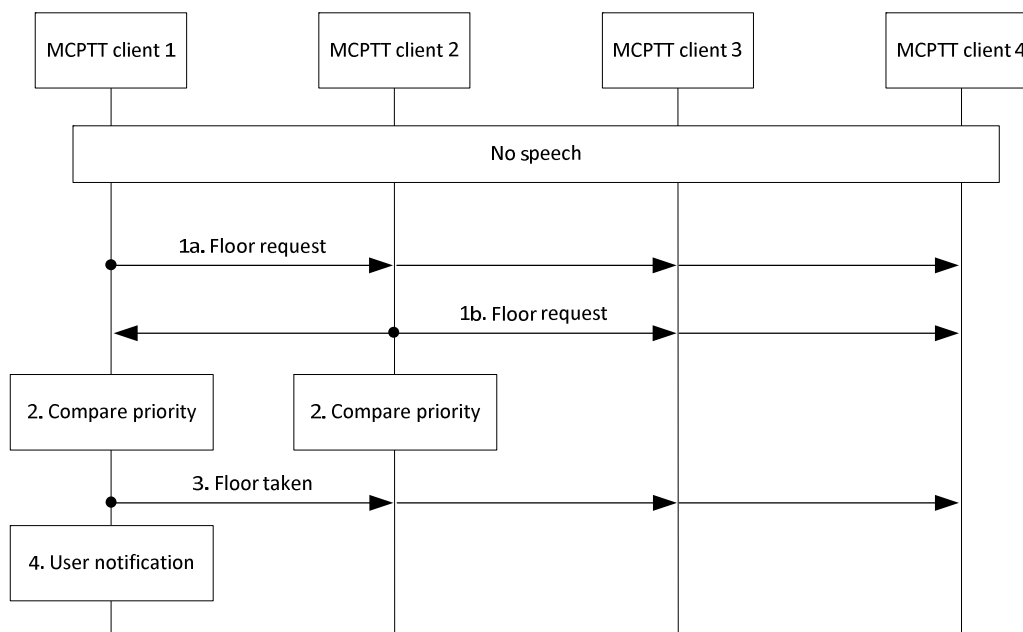 MCPTT client 1
MCPTT client 2
MCPTT client 3
MCPTT client 4
No speech
1a. Floor request
1b. Floor request
2. Compare priority
2. Compare priority
3. Floor taken
4. User notification